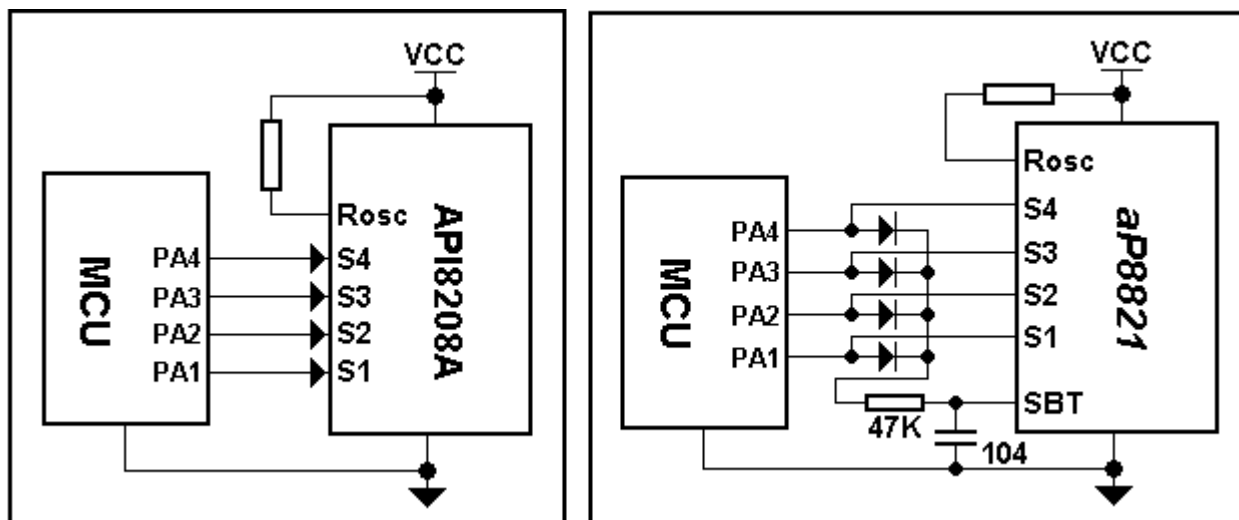 VCC
Rosc
PA4
S4
PA3
S3
PA2
S2
PA1
S1
MCU
API8208A
VCC
Rosc
S4
PA4
S3
PA3
S2
PA2
S1
PA1
MCU
aP8821
SBT
47K
104